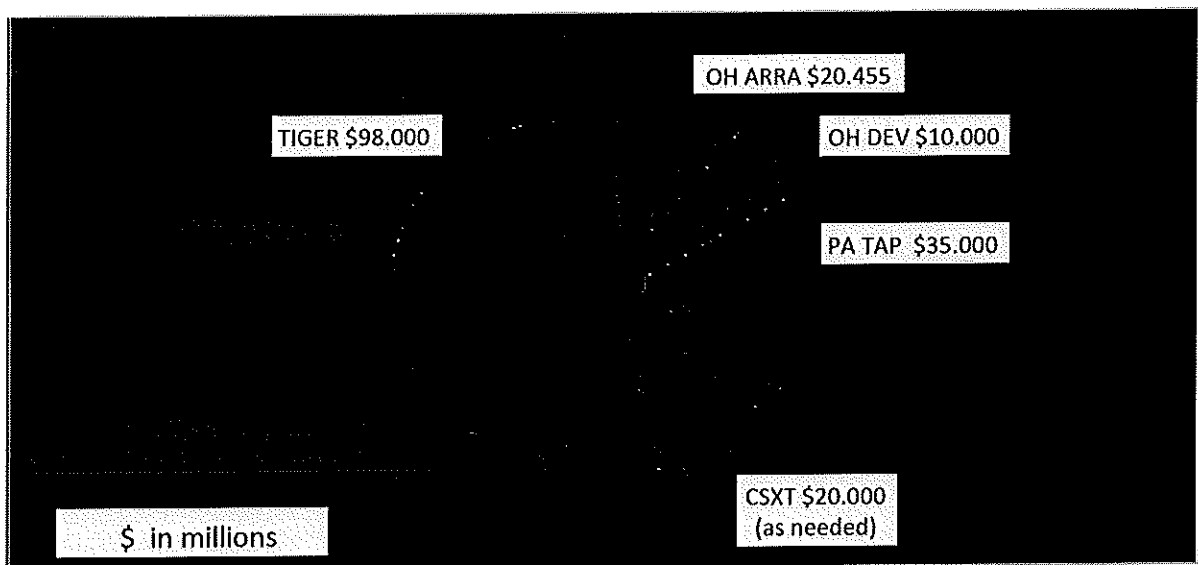 OH ARRA $20.455
TIGER $98.000
OH DEV $10.000
PA TAP $35.000
CSXT $20.000
(as needed)
$ in millions